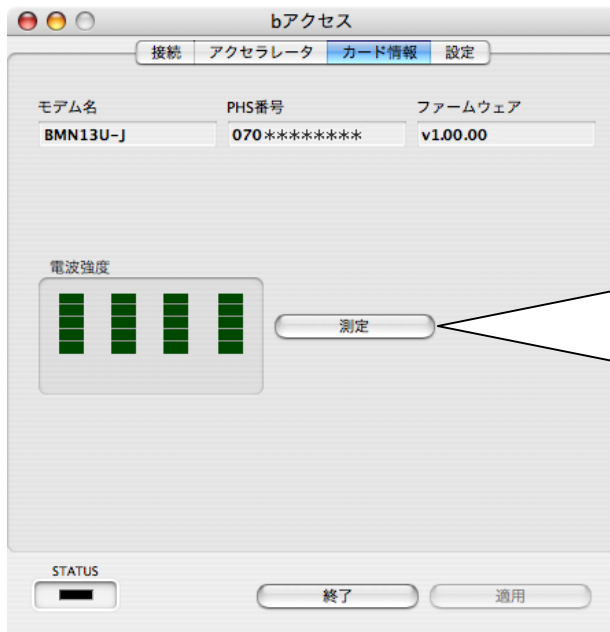 bアクセス
接続 アクセラレータ カード情報 設定
モデム名 PHS番号 ファームウェア
BMN13U-J 070******** v1.00.00
電波強度
測定
STATUS
終了 適用